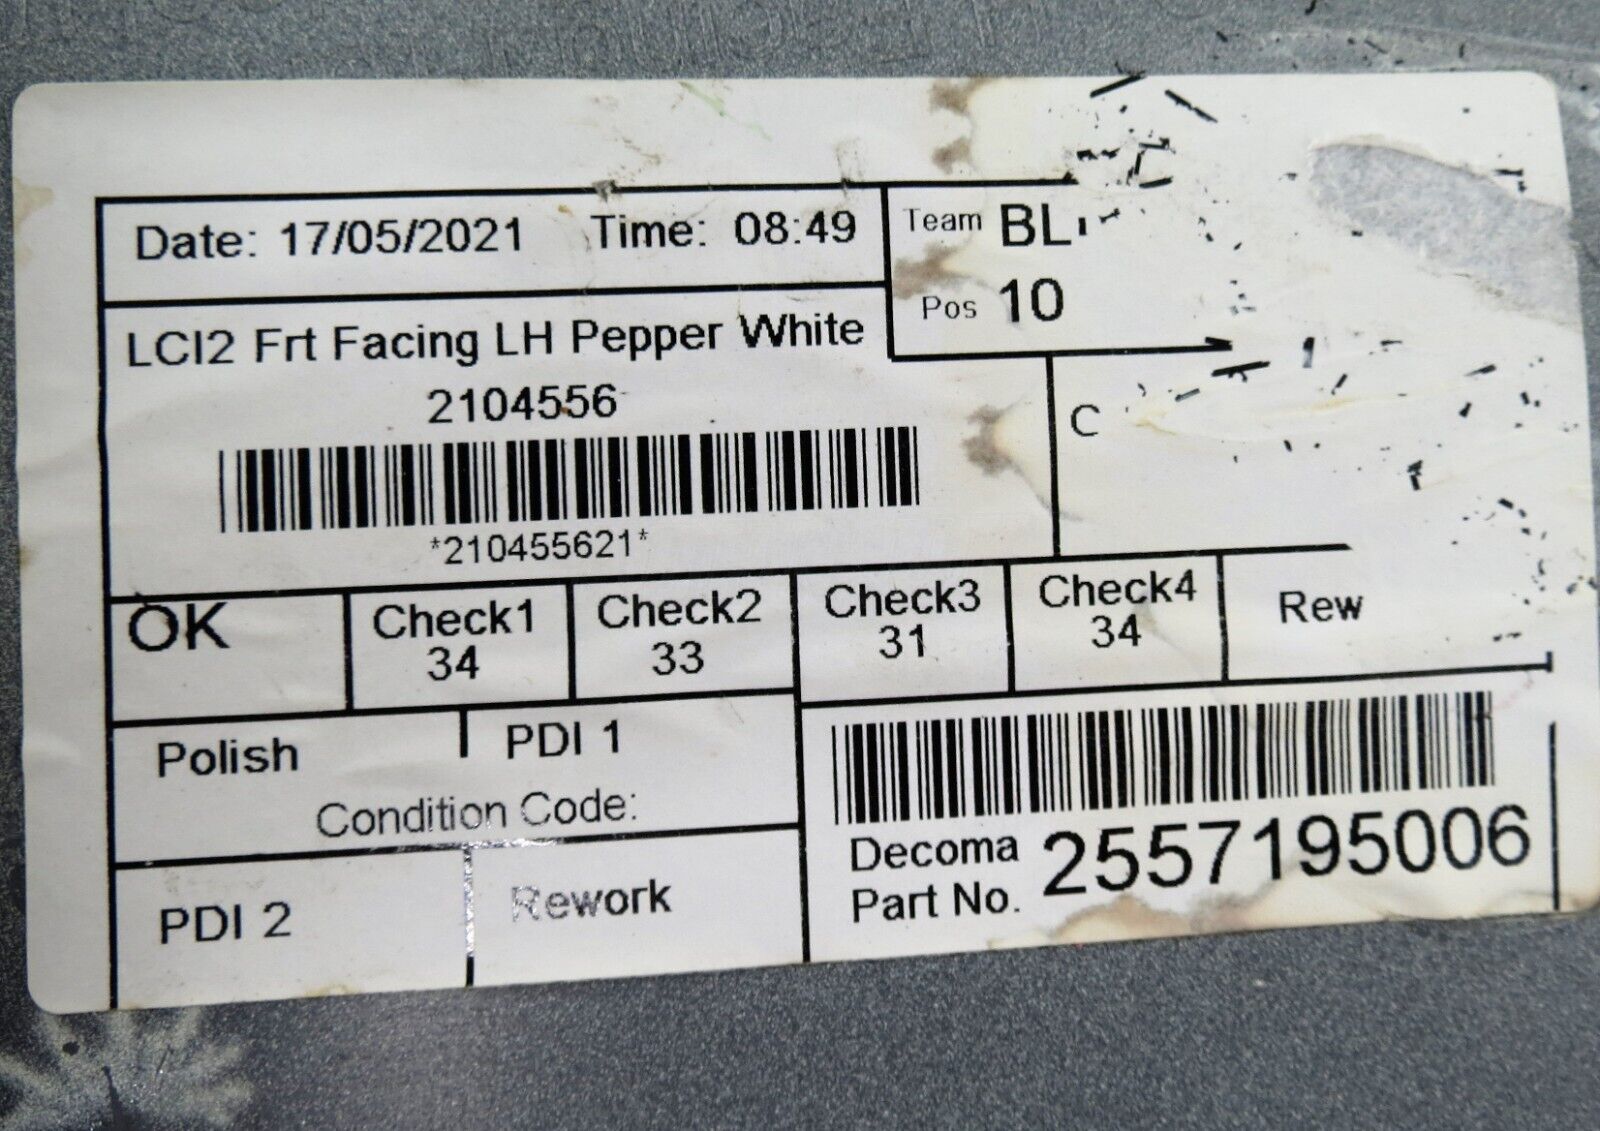 Date: 17/05/2021 Time: 08:49
Team
Pos 10
LCI2 Frt Facing LH Pepper White
2104556
*210455621*
C
OK
Check1
34
Check2
33
Check3
31
Check4
34
Rew
Polish
PDI 1
Condition Code:
PDI 2
Rework
Decoma
Part No. 2557195006